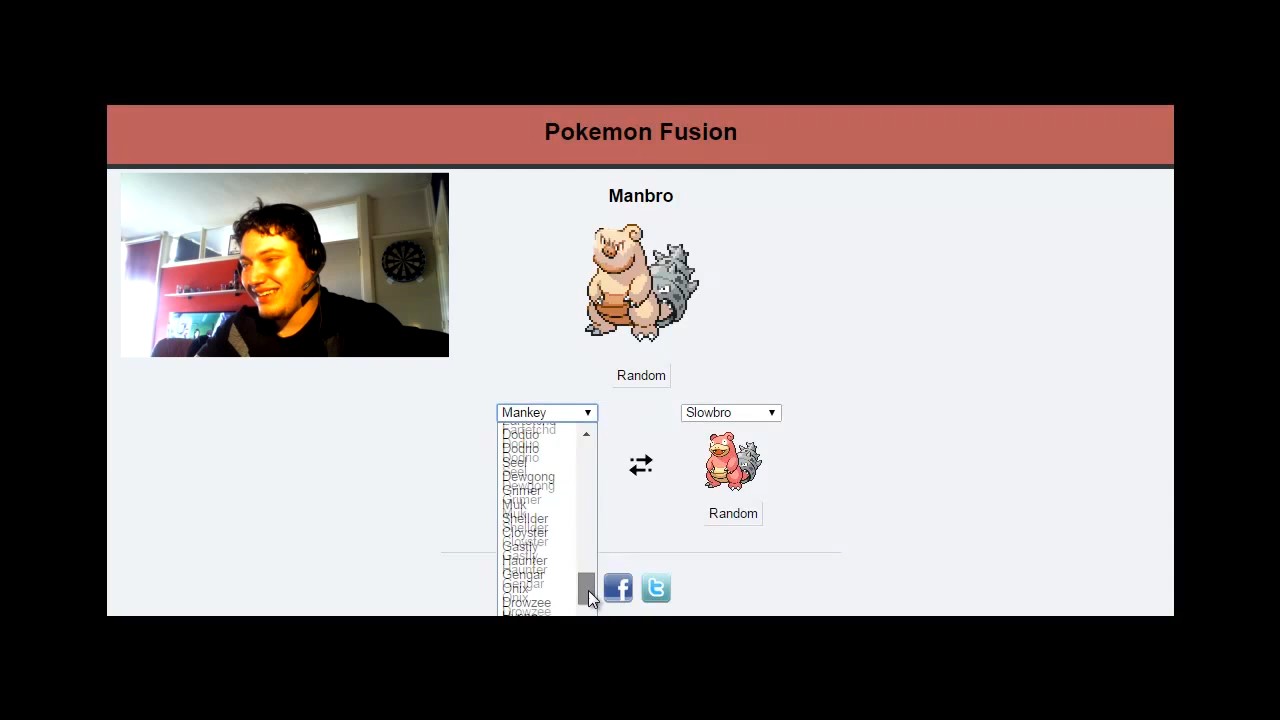 Pokemon Fusion
Manbro
Random
Mankey
Slowbro
Doduo
Dodrio
Seel
Dewgong
Grimer
Muk
Shellder
Cloyster
Gastly
Haunter
Gengar
Onix
Drowzee
Random